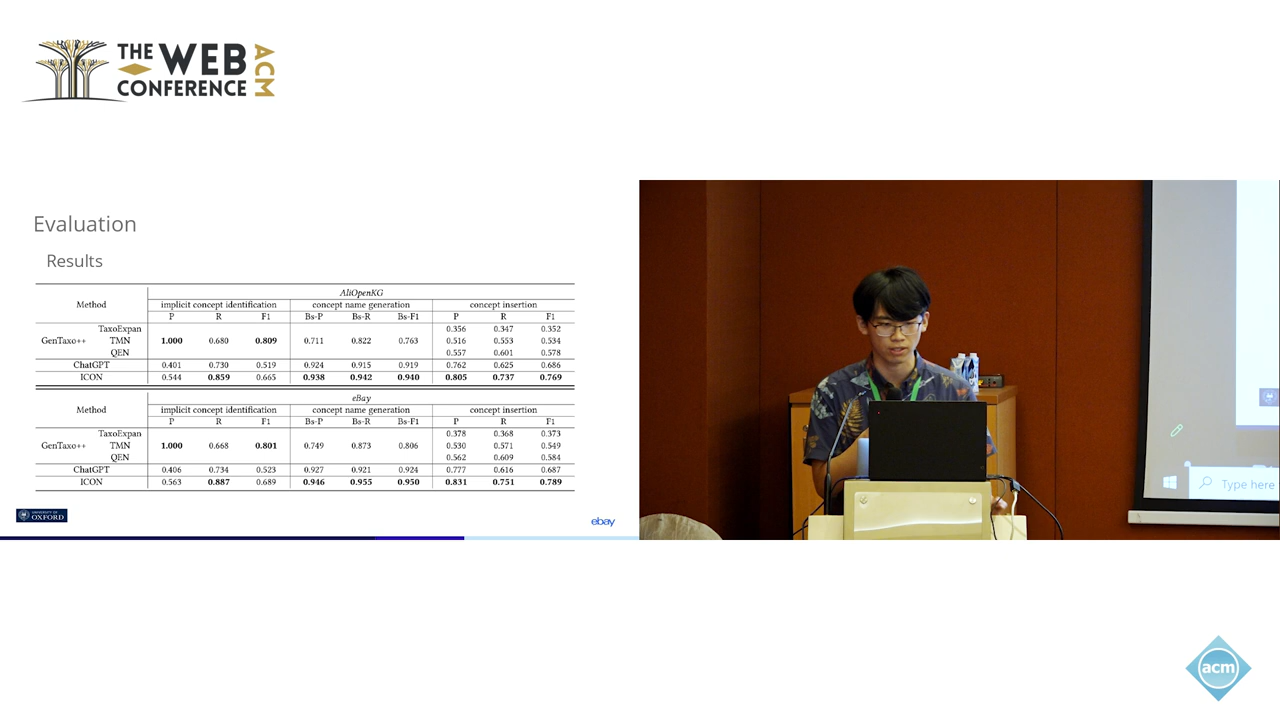 THE WEB
CONFERENCE
ACM
Evaluation
Results
AliOpenKG
Method implicit concept identification concept name generation concept insertion
P R F1 Bs-P Bs-R Bs-F1 P R F1
TaxoExpan 0.356 0.347 0.352
GenTaxo++ TMN 1.000 0.680 0.809 0.711 0.822 0.763 0.516 0.553 0.534
QEN 0.557 0.601 0.578
ChatGPT 0.401 0.730 0.519 0.924 0.915 0.919 0.762 0.625 0.686
ICON 0.544 0.859 0.665 0.938 0.942 0.940 0.805 0.737 0.769
eBay
Method implicit concept identification concept name generation concept insertion
P R F1 Bs-P Bs-R Bs-F1 P R F1
TaxoExpan 0.378 0.368 0.373
GenTaxo++ TMN 1.000 0.668 0.801 0.749 0.873 0.806 0.530 0.571 0.549
QEN 0.562 0.609 0.584
ChatGPT 0.406 0.734 0.523 0.927 0.921 0.924 0.777 0.616 0.687
ICON 0.563 0.887 0.689 0.946 0.955 0.950 0.831 0.751 0.789
UNIVERSITY OF
OXFORD
ebay
Type here
acm